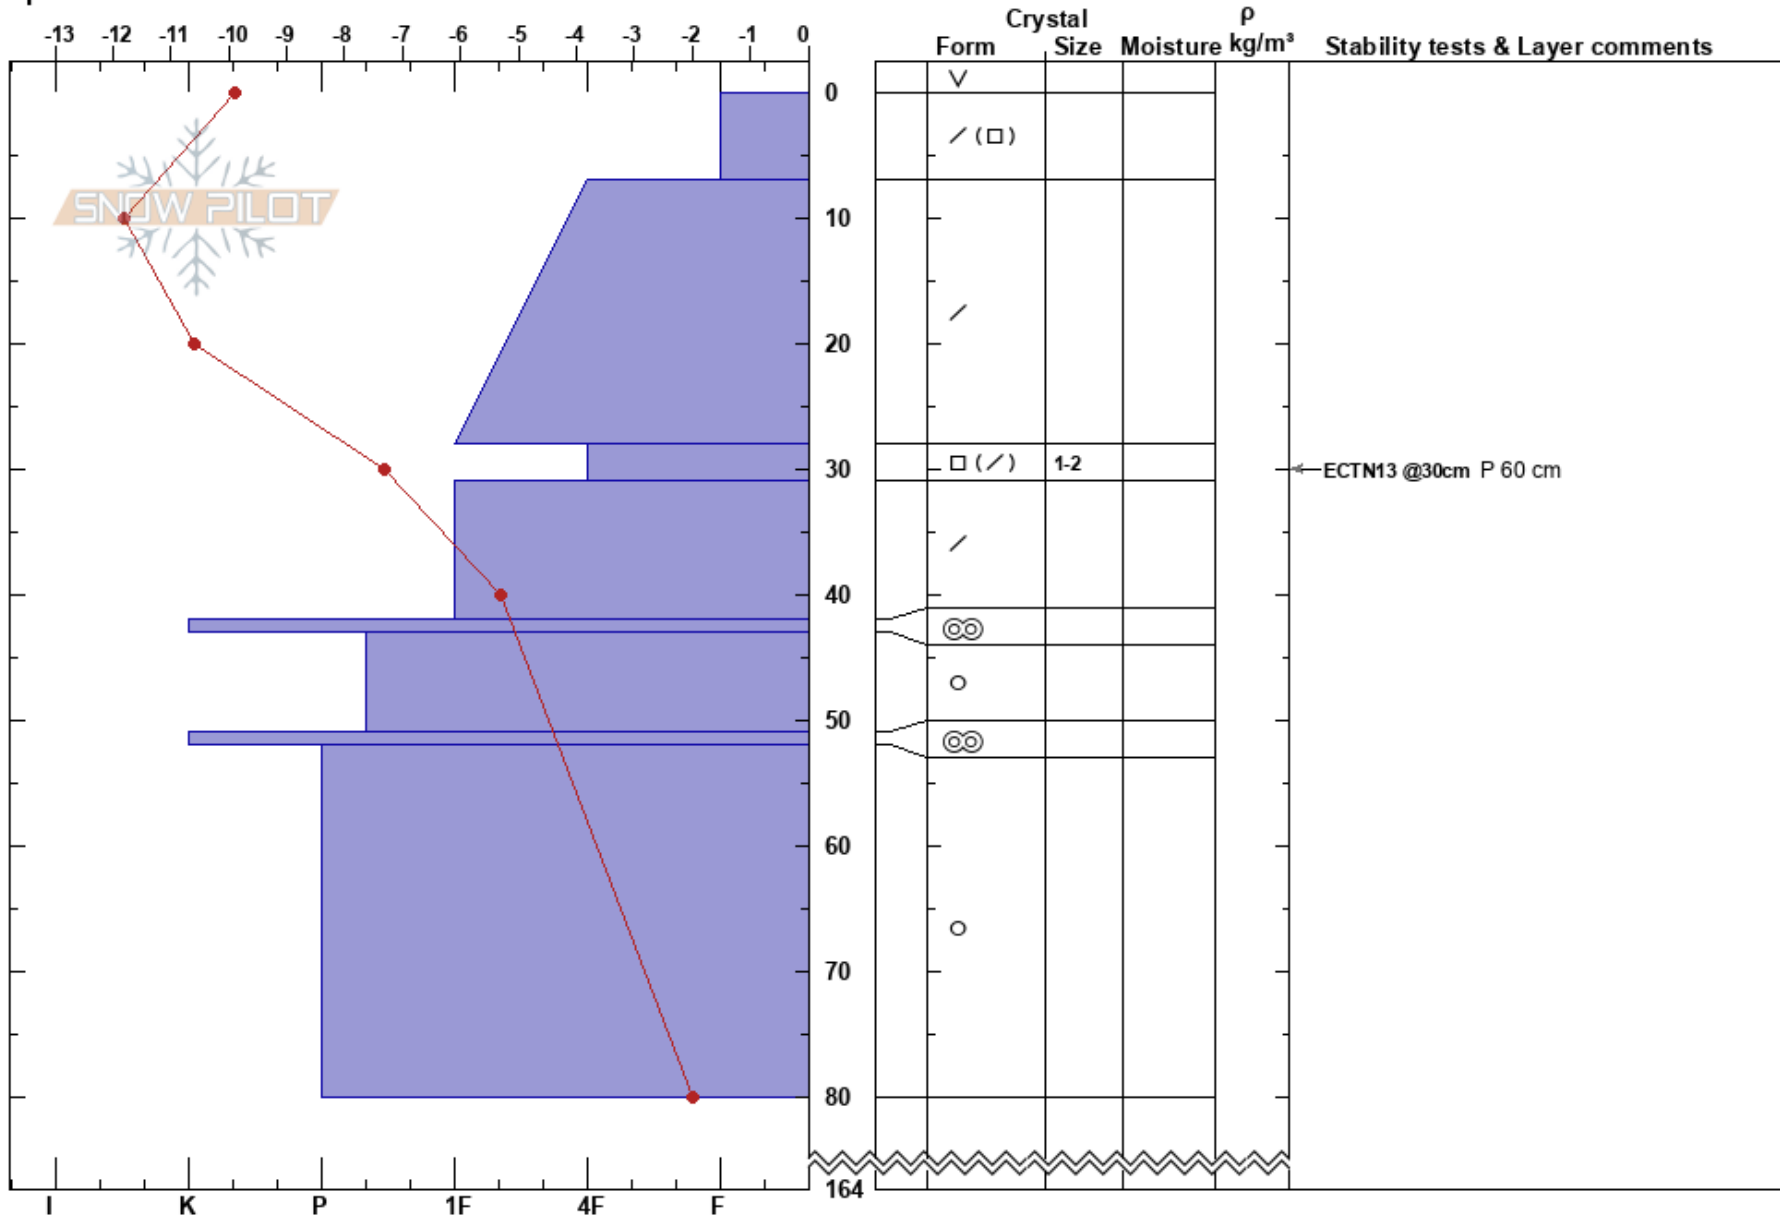 Crystal ρ
-13 -12 -11 -10 -9 -8 -7 -6 -5 -4 -3 -2 -1 0 Form Size Moisture kg/m³ Stability tests & Layer comments
0
(□)
SNOW PILOT
10
20
30 1-2 ECTN13 @30cm P 60 cm
40
50
60
70
80
164
I K P 1F 4F F